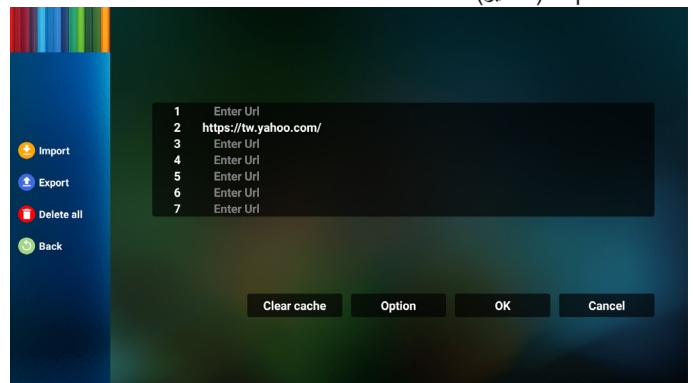 Import
Export
Delete all
Back
1 Enter Url
2 https://tw.yahoo.com/
3 Enter Url
4 Enter Url
5 Enter Url
6 Enter Url
7 Enter Url
Clear cache Option OK Cancel